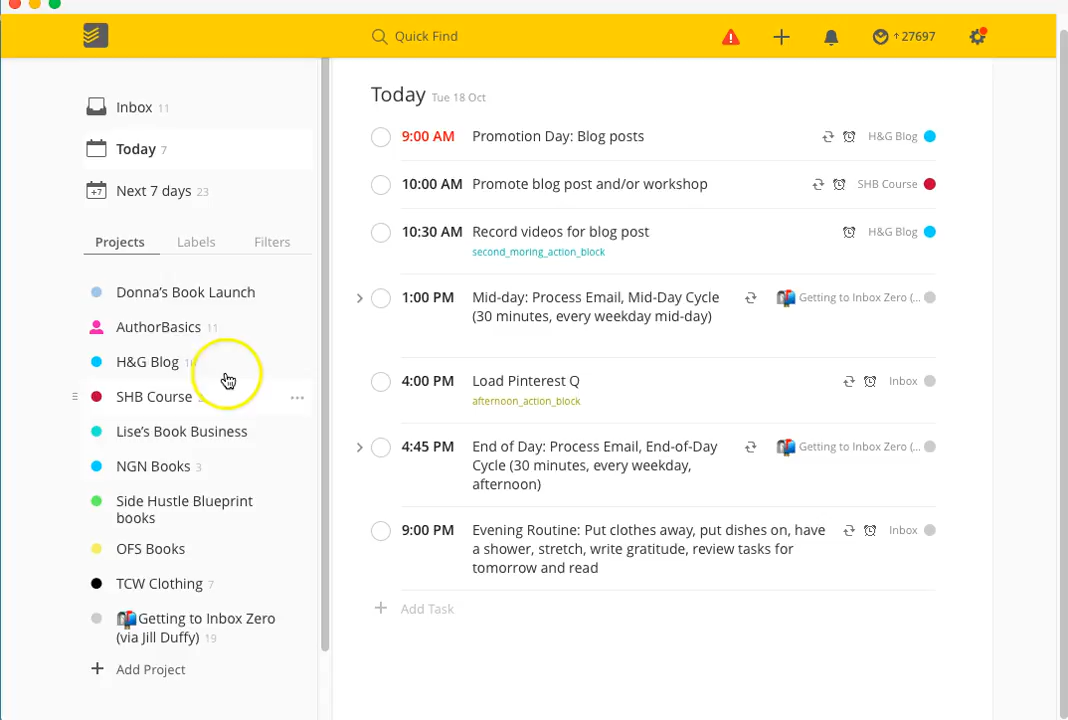 Quick Find
27697
Inbox 11
Today 7
+7 Next 7 days 23
Projects Labels Filters
Donna's Book Launch
AuthorBasics 11
H&G Blog
SHB Course
Lise's Book Business
NGN Books 3
Side Hustle Blueprint
books
OFS Books
TCW Clothing 7
Getting to Inbox Zero
(via Jill Duffy) 19
Add Project
Today Tue 18 Oct
9:00 AM Promotion Day: Blog posts H&G Blog
10:00 AM Promote blog post and/or workshop SHB Course
10:30 AM Record videos for blog post H&G Blog
second_moring_action_block
1:00 PM Mid-day: Process Email, Mid-Day Cycle Getting to Inbox Zero (...
(30 minutes, every weekday mid-day)
4:00 PM Load Pinterest Q Inbox
afternoon_action_block
4:45 PM End of Day: Process Email, End-of-Day Getting to Inbox Zero (...
Cycle (30 minutes, every weekday,
afternoon)
9:00 PM Evening Routine: Put clothes away, put dishes on, have Inbox
a shower, stretch, write gratitude, review tasks for
tomorrow and read
Add Task